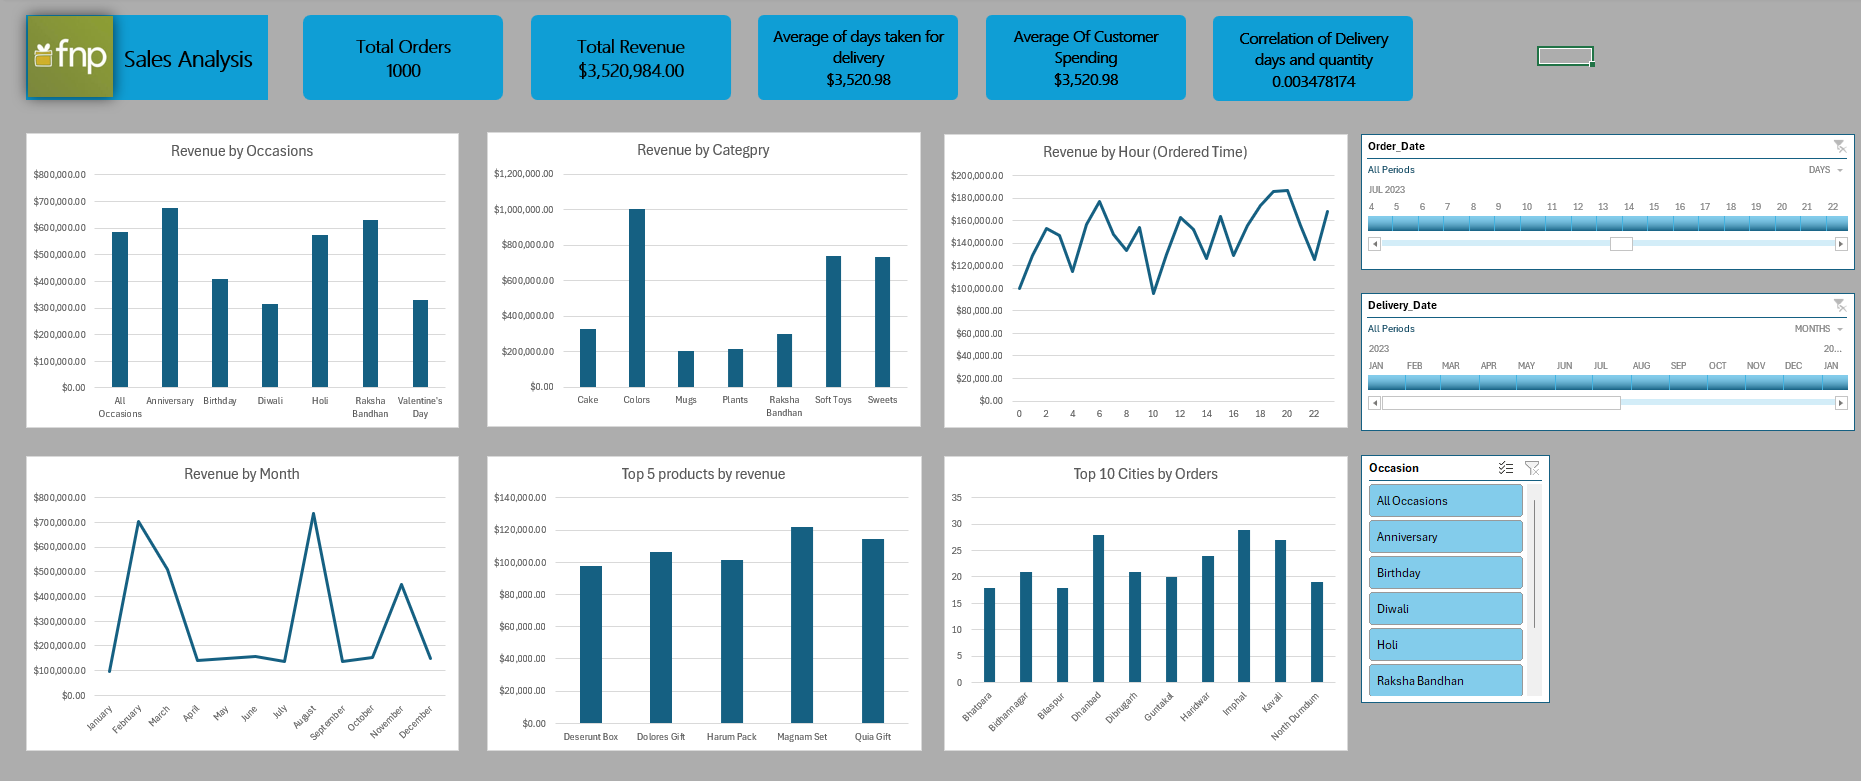 fnp
Sales Analysis
Total Orders
1000
Total Revenue
$3,520,984.00
Average of days taken for
delivery
$3,520.98
Average Of Customer
Spending
$3,520.98
Correlation of Delivery
days and quantity
0.003478174
Revenue by Occasions
$800,000.00
$700,000.00
$600,000.00
$500,000.00
$400,000.00
$300,000.00
$200,000.00
$100,000.00
$0.00
All Occasions
Anniversary
Birthday
Diwali
Holi
Raksha Bandhan
Valentine's Day
Revenue by Categpry
$1,200,000.00
$1,000,000.00
$800,000.00
$600,000.00
$400,000.00
$200,000.00
$0.00
Cake
Colors
Mugs
Plants
Raksha Bandhan
Soft Toys
Sweets
Revenue by Hour (Ordered Time)
$200,000.00
$180,000.00
$160,000.00
$140,000.00
$120,000.00
$100,000.00
$80,000.00
$60,000.00
$40,000.00
$20,000.00
$0.00
0 2 4 6 8 10 12 14 16 18 20 22
Order_Date
All Periods
DAYS
JUL 2023
4 5 6 7 8 9 10 11 12 13 14 15 16 17 18 19 20 21 22
Delivery_Date
All Periods
MONTHS
2023 20...
JAN FEB MAR APR MAY JUN JUL AUG SEP OCT NOV DEC JAN
Revenue by Month
$800,000.00
$700,000.00
$600,000.00
$500,000.00
$400,000.00
$300,000.00
$200,000.00
$100,000.00
$0.00
January
February
March
April
May
June
July
August
September
October
November
December
Top 5 products by revenue
$140,000.00
$120,000.00
$100,000.00
$80,000.00
$60,000.00
$40,000.00
$20,000.00
$0.00
Deserunt Box
Dolores Gift
Harum Pack
Magnam Set
Quia Gift
Top 10 Cities by Orders
35
30
25
20
15
10
5
0
Bhatpara
Bidhannagar
Bilaspur
Dhanbad
Dibrugarh
Guntakal
Haridwar
Imphal
Kavali
North Dumdum
Occasion
All Occasions
Anniversary
Birthday
Diwali
Holi
Raksha Bandhan